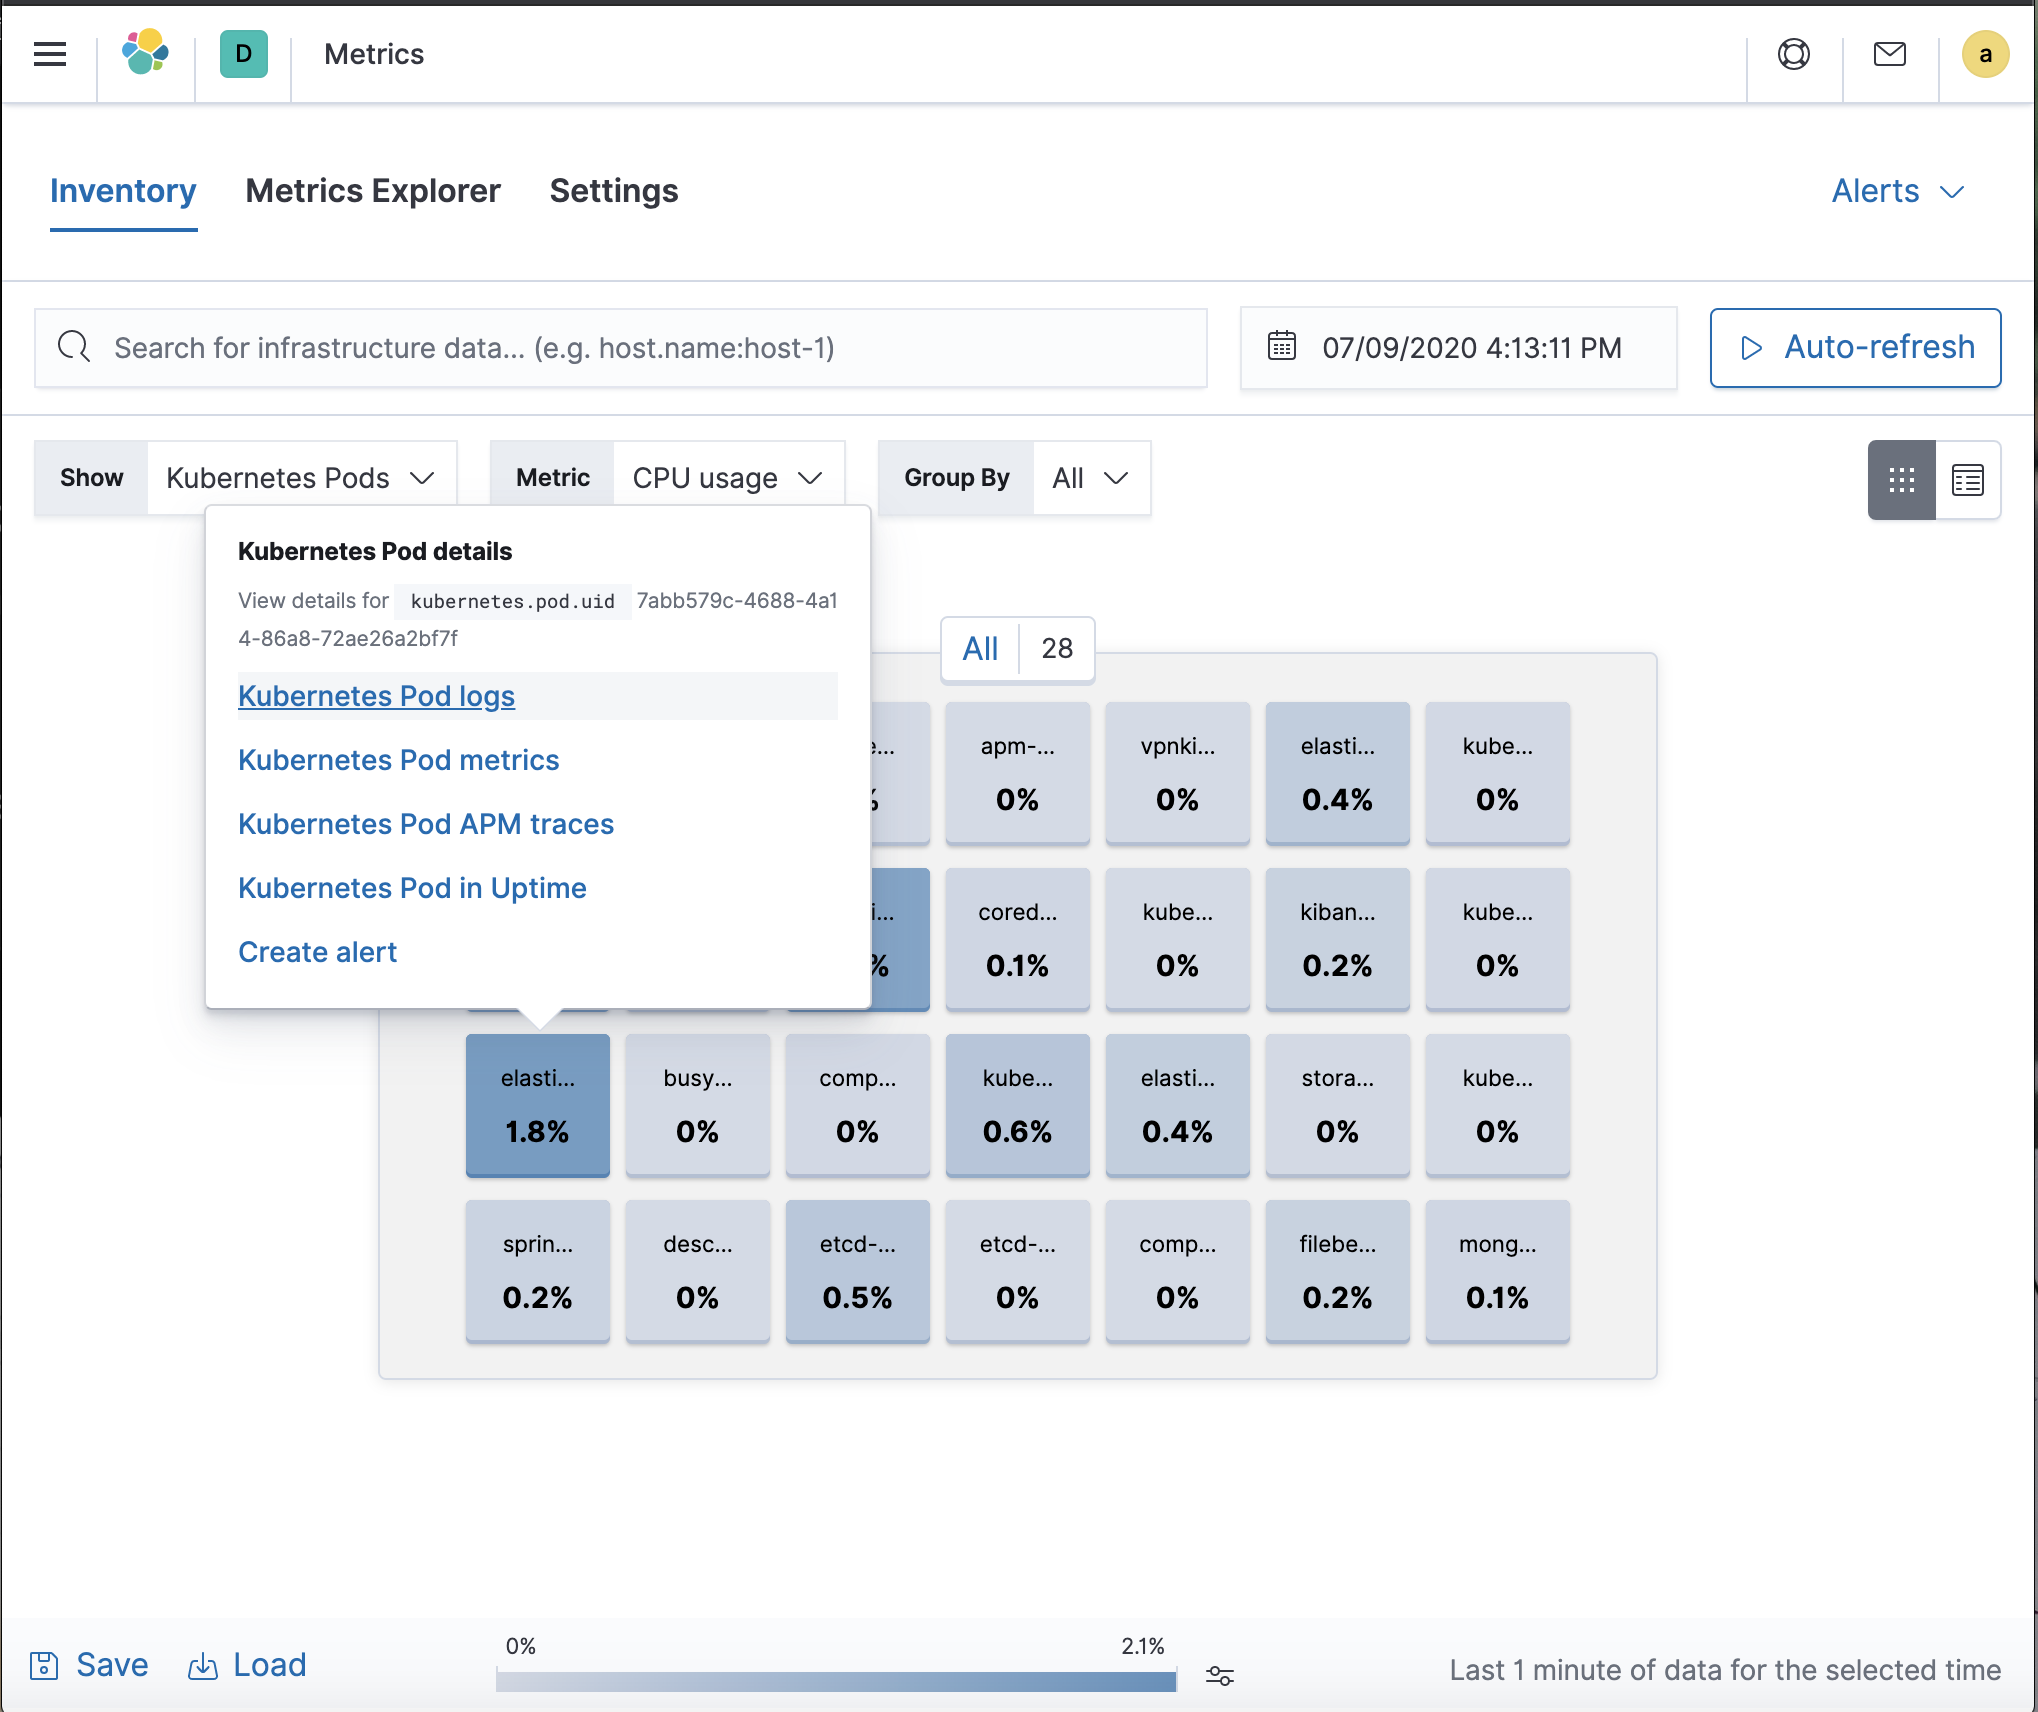 D Metrics a
Inventory Metrics Explorer Settings Alerts
Search for infrastructure data... (e.g. host.name:host-1) 07/09/2020 4:13:11 PM Auto-refresh
Show Kubernetes Pods Metric CPU usage Group By All
Kubernetes Pod details
View details for kubernetes.pod.uid 7abb579c-4688-4a1
4-86a8-72ae26a2bf7f
Kubernetes Pod logs
Kubernetes Pod metrics
Kubernetes Pod APM traces
Kubernetes Pod in Uptime
Create alert
All 28
apm-... vpnki... elasti... kube...
0% 0% 0.4% 0%
cored... kube... kiban... kube...
0.1% 0% 0.2% 0%
elasti... busy... comp... kube... elasti... stora... kube...
1.8% 0% 0% 0.6% 0.4% 0% 0%
sprin... desc... etcd-... etcd-... comp... filebe... mong...
0.2% 0% 0.5% 0% 0% 0.2% 0.1%
0% 2.1%
Save Load Last 1 minute of data for the selected time